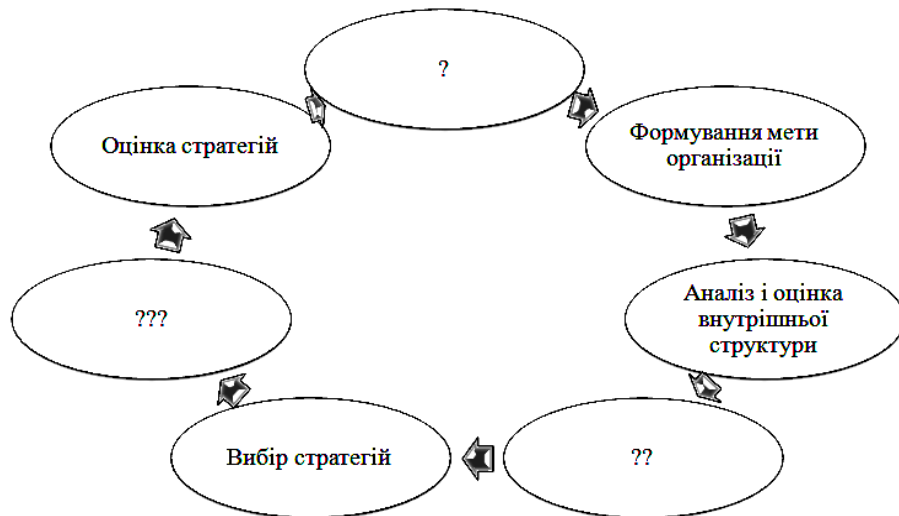 ?
Формування мети
організації
Аналіз і оцінка
внутрішньої
структури
??
Вибір стратегій
???
Оцінка стратегій